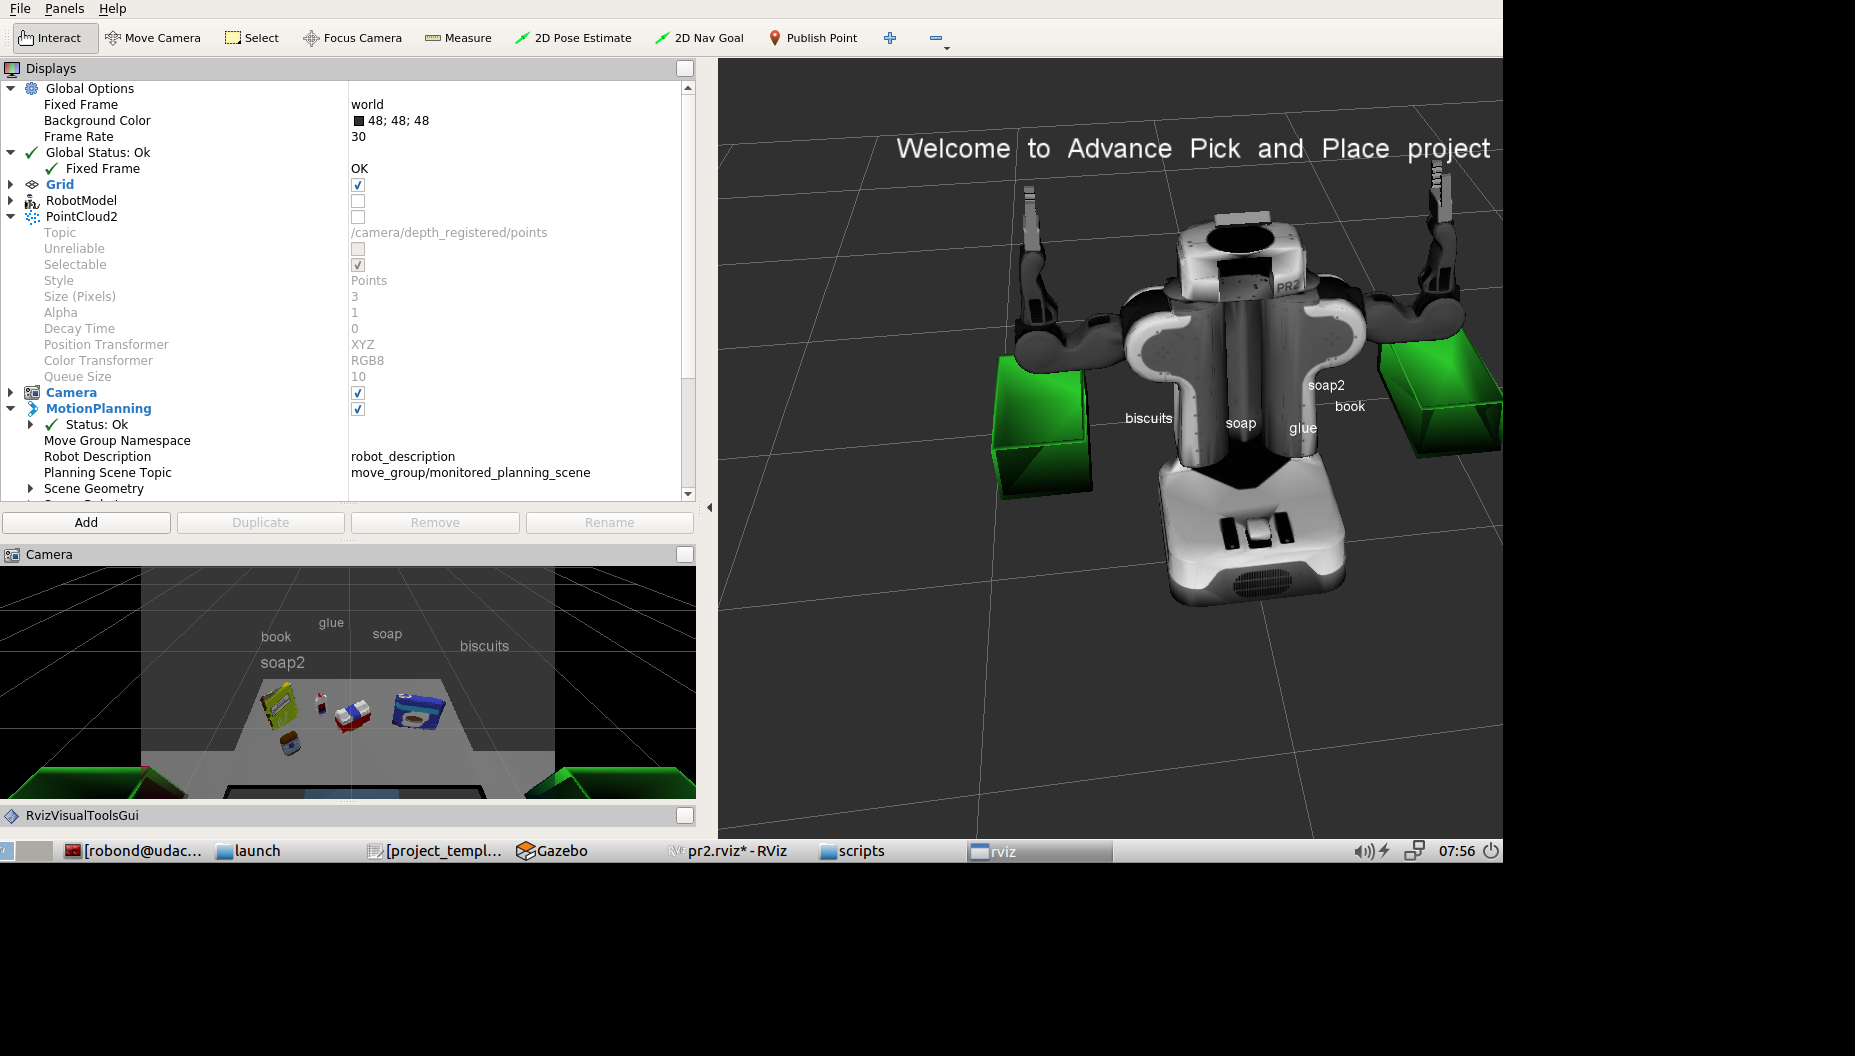 File Panels Help
Interact Move Camera Select Focus Camera Measure 2D Pose Estimate 2D Nav Goal Publish Point
Displays
Global Options
Fixed Frame world
Background Color 48; 48; 48
Frame Rate 30
Global Status: Ok
Fixed Frame OK
Grid
RobotModel
PointCloud2
Topic /camera/depth_registered/points
Unreliable
Selectable
Style Points
Size (Pixels) 3
Alpha 1
Decay Time 0
Position Transformer XYZ
Color Transformer RGB8
Queue Size 10
Camera
MotionPlanning
Status: Ok
Move Group Namespace
Robot Description robot_description
Planning Scene Topic move_group/monitored_planning_scene
Scene Geometry
Add Duplicate Remove Rename
Camera
glue
book soap
biscuits
soap2
RvizVisualToolsGui
Welcome to Advance Pick and Place project
PR2
soap2
book
biscuits soap glue
[robond@udac... launch [project_templ... Gazebo pr2.rviz* - RViz scripts rviz 07:56